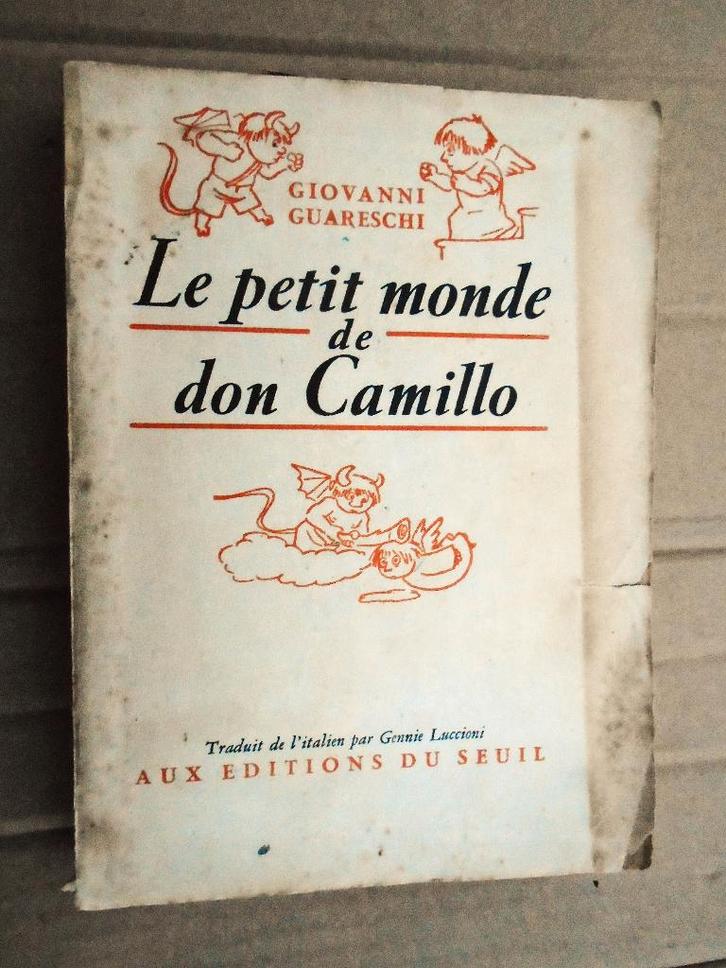 GIOVANNI
GUARESCHI
Le petit monde
de
don Camillo
Traduit de l'italien par Gennie Luccioni
AUX EDITIONS DU SEUIL